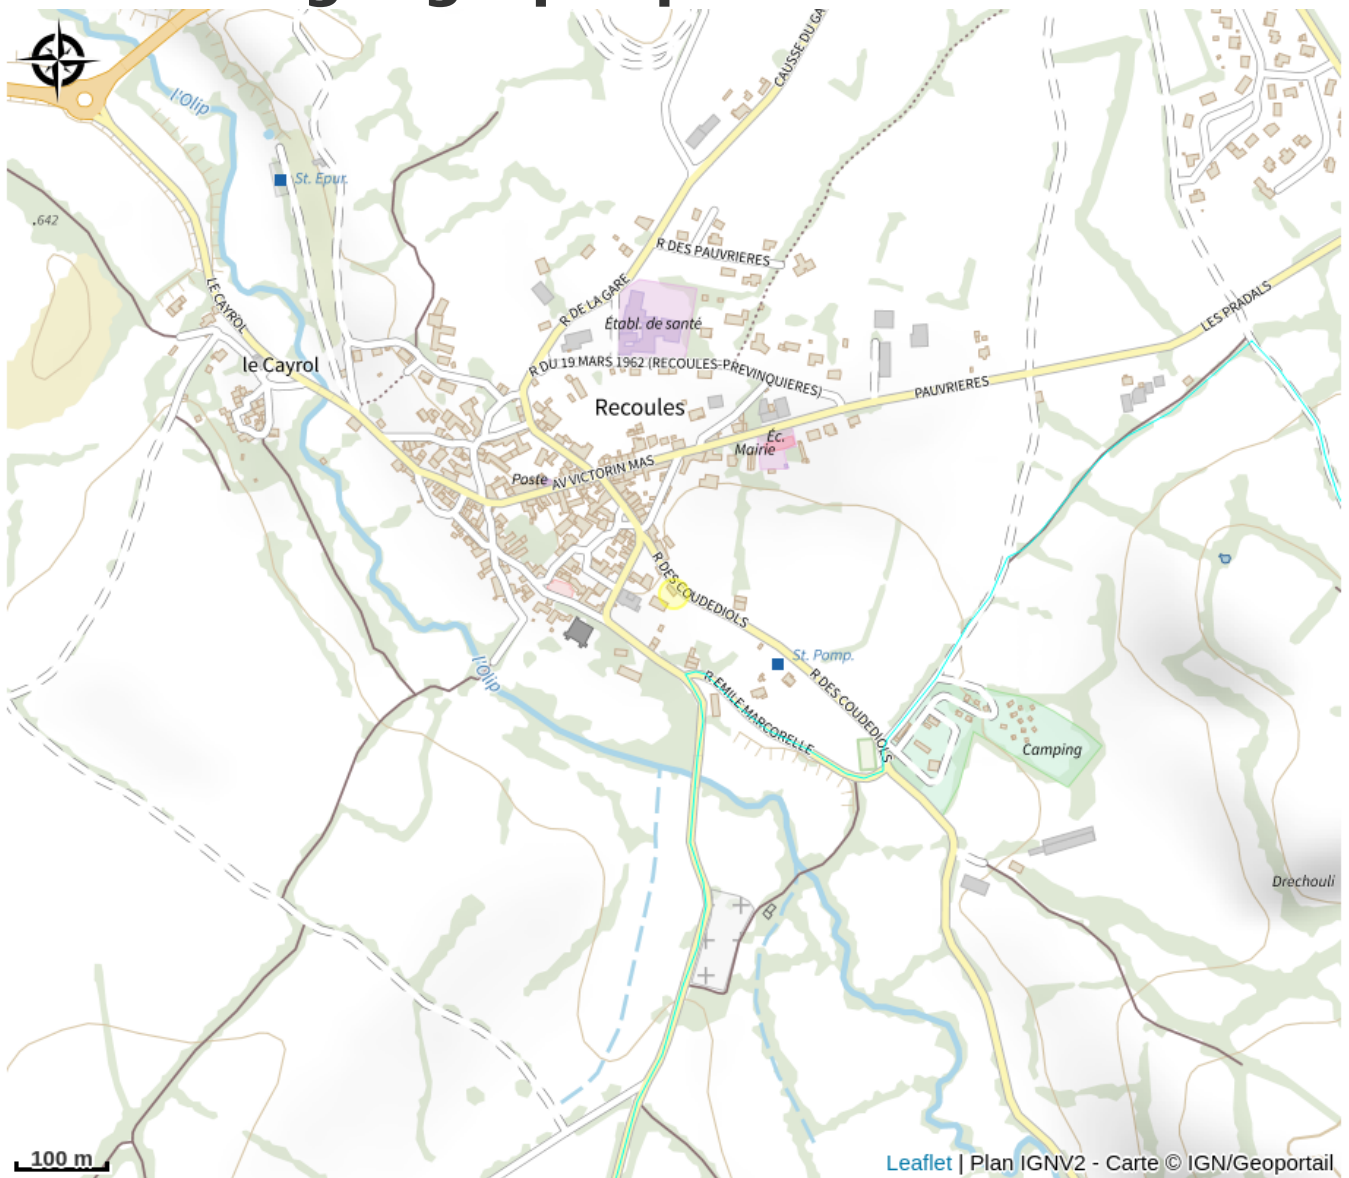 CAUSSE DU GA
l'Olip
St. Epur.
.642
R DES PAUVRIERES
LE CAYROL
R DE LA GARE
LES PRADALS
Établ. de santé
le Cayrol
R DU 19 MARS 1962 (RECOULES-PREVINQUIERES)
PAUVRIERES
Recoules
Éc.
Mairie
AV VICTORIN MAS
Poste
R DES COUDEDIOLS
St. Pomp.
l'Olip
R EMILE MARCORELLE
R DES COUDEDIOLS
Camping
Drechouli
100 m
Leaflet | Plan IGNV2 - Carte © IGN/Geoportail